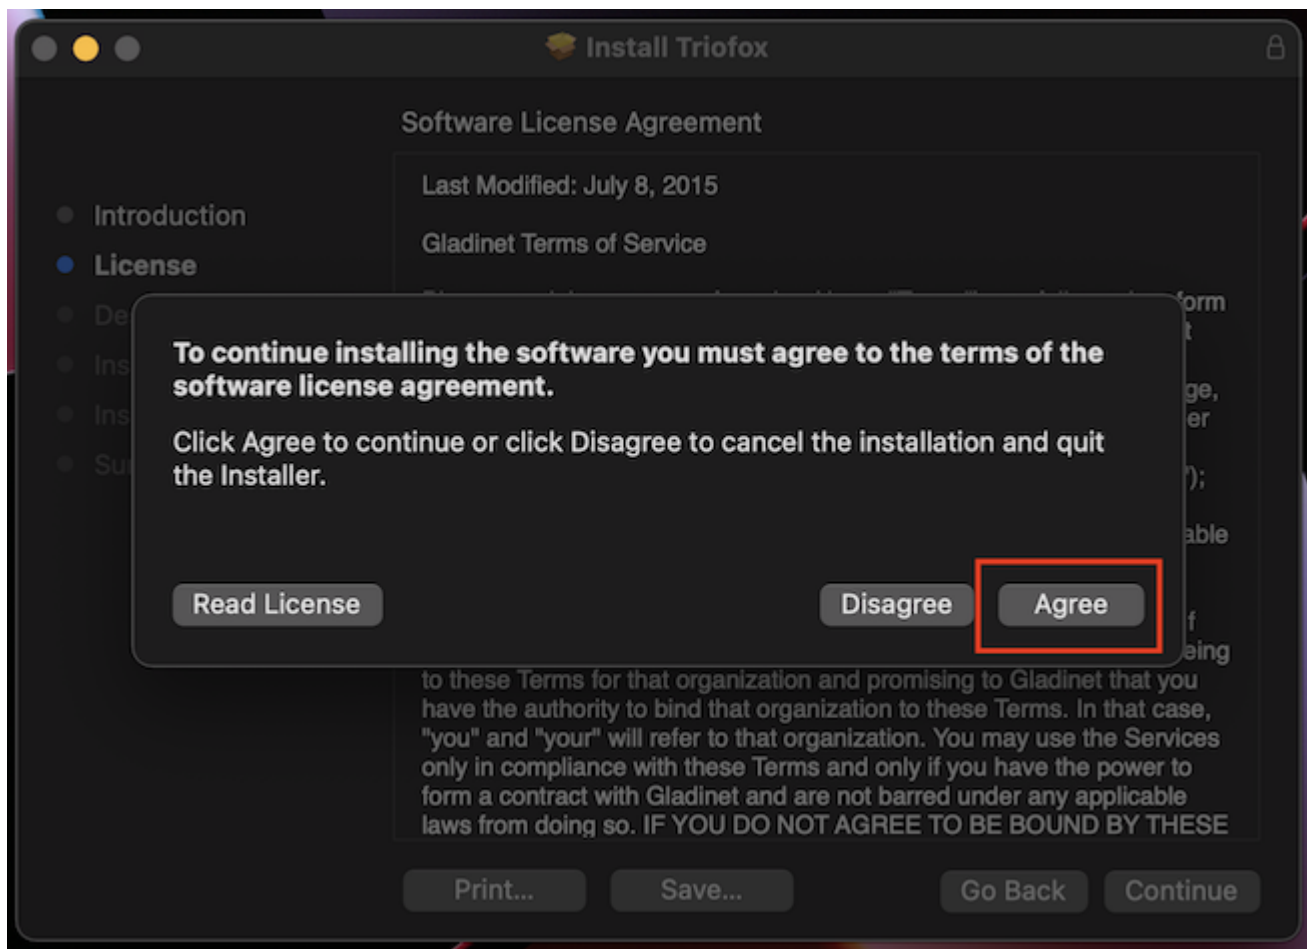 Install Triofox
Software License Agreement
Introduction
License
Last Modified: July 8, 2015
Gladinet Terms of Service
form
ge,
er
able
To continue installing the software you must agree to the terms of the
software license agreement.
Click Agree to continue or click Disagree to cancel the installation and quit
the Installer.
Read License
Disagree
Agree
to these Terms for that organization and promising to Gladinet that you
have the authority to bind that organization to these Terms. In that case,
"you" and "your" will refer to that organization. You may use the Services
only in compliance with these Terms and only if you have the power to
form a contract with Gladinet and are not barred under any applicable
laws from doing so. IF YOU DO NOT AGREE TO BE BOUND BY THESE
Print...
Save...
Go Back
Continue